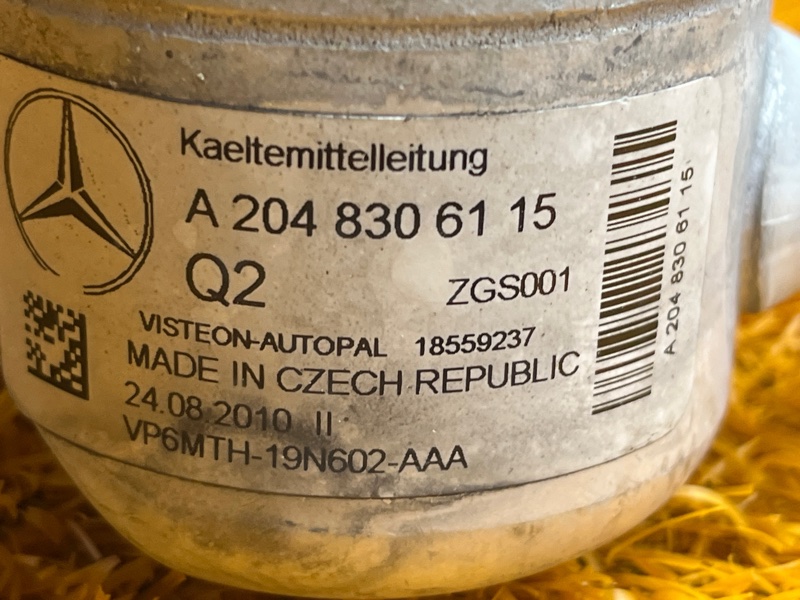 Kaeltemittelleitung
A 204 830 61 15
Q2 ZGS001
VISTEON-AUTOPAL 18559237
MADE IN CZECH REPUBLIC
24.08.2010 II
VP6MTH-19N602-AAA
A 204 830 61 15